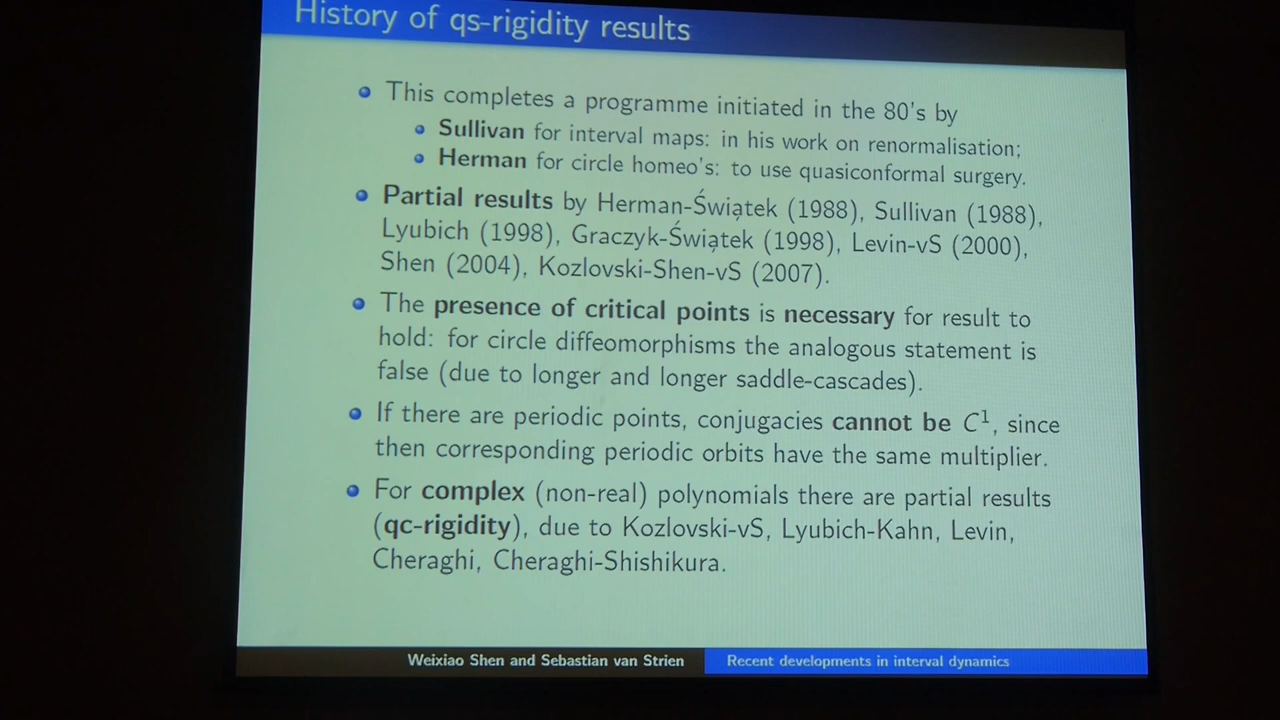 History of qs-rigidity results
This completes a programme initiated in the 80's by
Sullivan for interval maps: in his work on renormalisation;
Herman for circle homeo's: to use quasiconformal surgery.
Partial results by Herman-Świątek (1988), Sullivan (1988),
Lyubich (1998), Graczyk-Świątek (1998), Levin-vS (2000),
Shen (2004), Kozlovski-Shen-vS (2007).
The presence of critical points is necessary for result to
hold: for circle diffeomorphisms the analogous statement is
false (due to longer and longer saddle-cascades).
If there are periodic points, conjugacies cannot be C¹, since
then corresponding periodic orbits have the same multiplier.
For complex (non-real) polynomials there are partial results
(qc-rigidity), due to Kozlovski-vS, Lyubich-Kahn, Levin,
Cheraghi, Cheraghi-Shishikura.
Weixiao Shen and Sebastian van Strien
Recent developments in interval dynamics